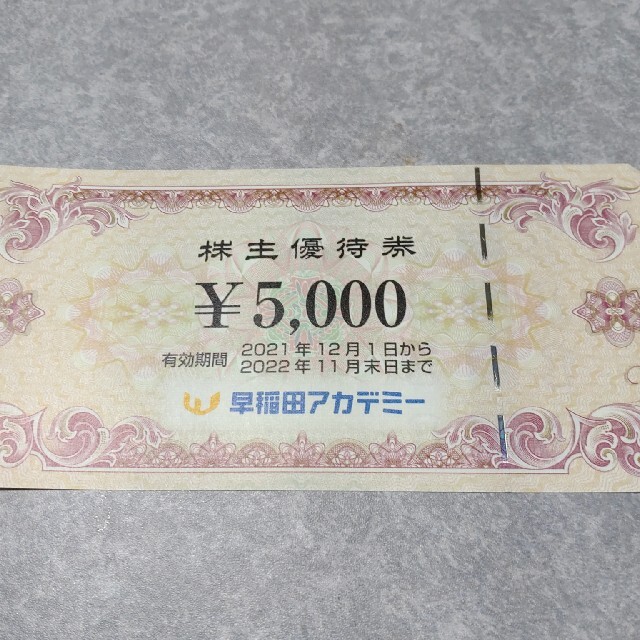 株主優待券
￥5,000
有効期間 2021年12月1日から
2022年11月末日まで
早稲田アカデミー